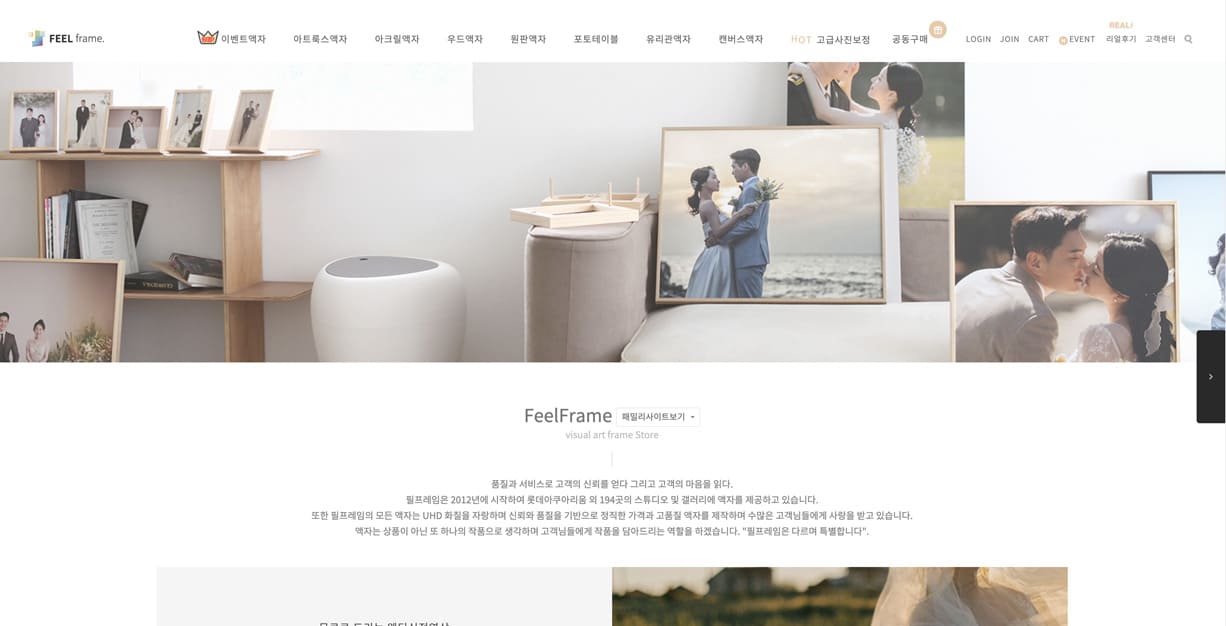 FEEL frame.
이벤트액자 아트룩스액자 아크릴액자 우드액자 원판액자 포토테이블 유리관액자 캔버스액자 HOT 고급사진보정 공동구매
REAL!
LOGIN JOIN CART N EVENT 리얼후기 고객센터
FeelFrame 패밀리사이트보기
visual art frame Store
품질과 서비스로 고객의 신뢰를 얻다 그리고 고객의 마음을 읽다.
필프레임은 2012년에 시작하여 롯데아쿠아리움 외 194곳의 스튜디오 및 갤러리에 액자를 제공하고 있습니다.
또한 필프레임의 모든 액자는 UHD 화질을 자랑하며 신뢰와 품질을 기반으로 정직한 가격과 고품질 액자를 제작하며 수많은 고객님들에게 사랑을 받고 있습니다.
액자는 상품이 아닌 또 하나의 작품으로 생각하며 고객님들에게 작품을 담아드리는 역할을 하겠습니다. "필프레임은 다르며 특별합니다".